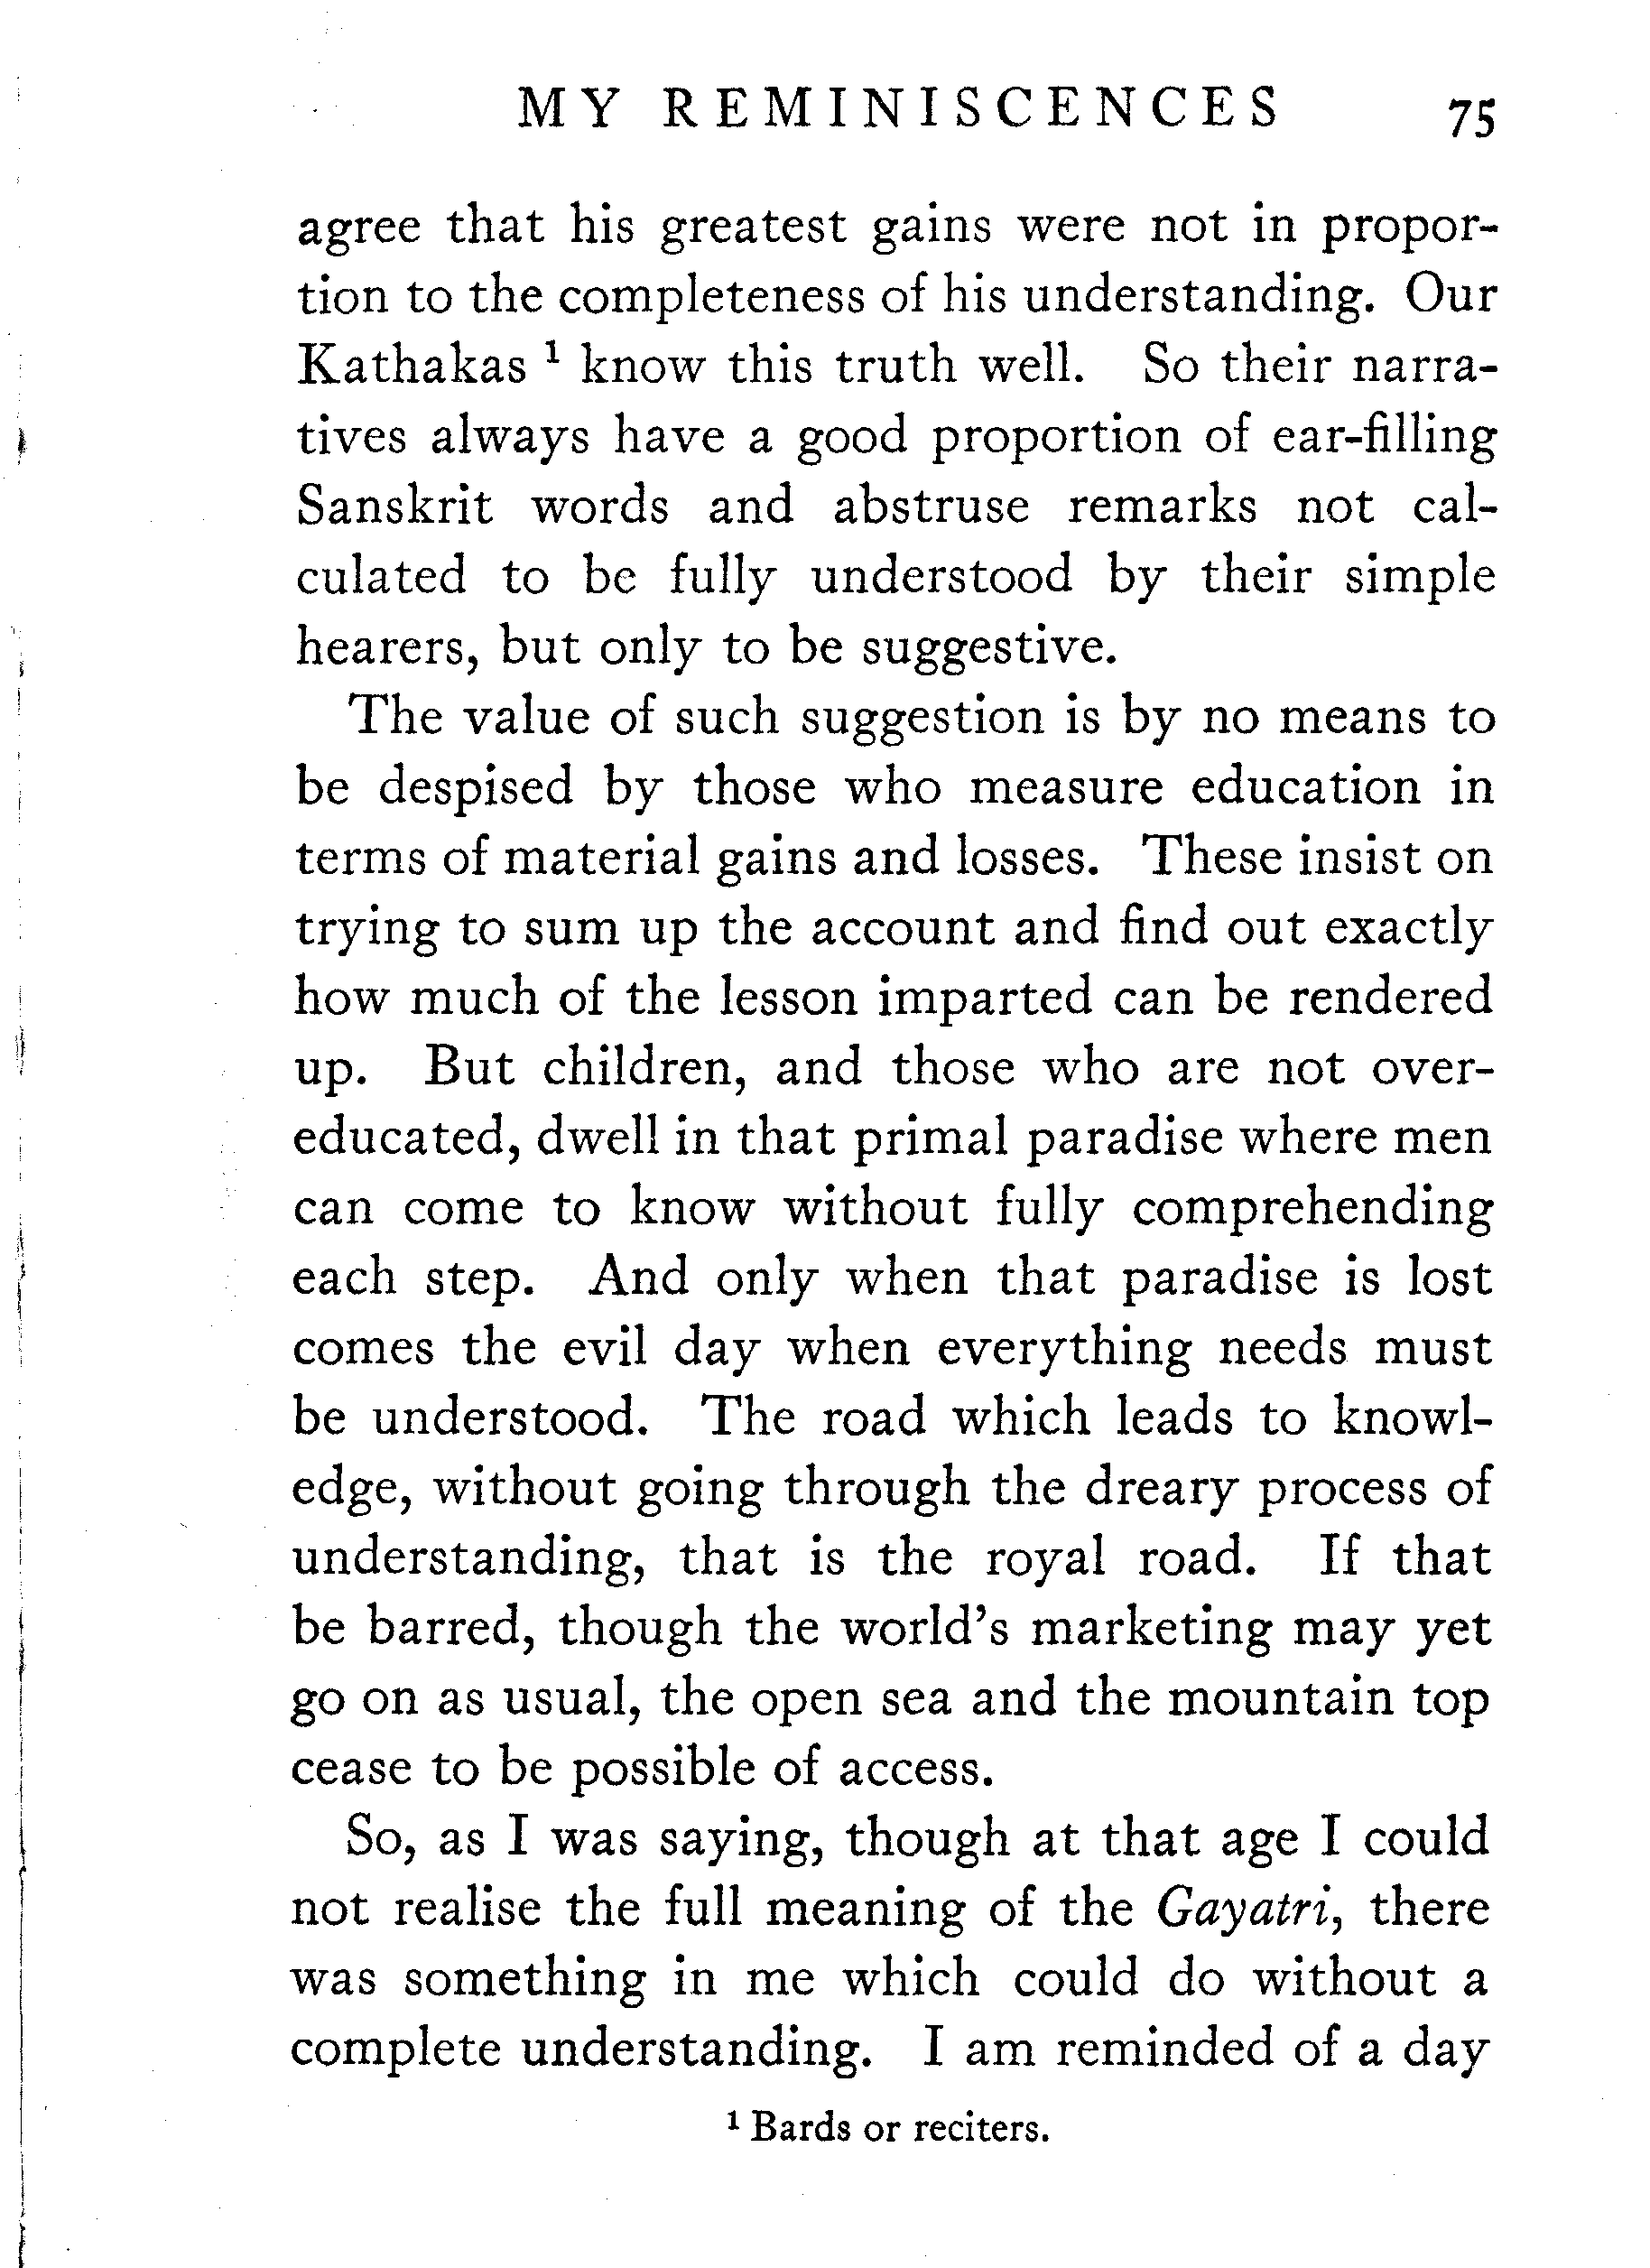 MY REMINISCENCES 75
agree that his greatest gains were not in propor-
tion to the completeness of his understanding. Our
Kathakas ¹ know this truth well. So their narra-
tives always have a good proportion of ear-filling
Sanskrit words and abstruse remarks not cal-
culated to be fully understood by their simple
hearers, but only to be suggestive.
The value of such suggestion is by no means to
be despised by those who measure education in
terms of material gains and losses. These insist on
trying to sum up the account and find out exactly
how much of the lesson imparted can be rendered
up. But children, and those who are not over-
educated, dwell in that primal paradise where men
can come to know without fully comprehending
each step. And only when that paradise is lost
comes the evil day when everything needs must
be understood. The road which leads to knowl-
edge, without going through the dreary process of
understanding, that is the royal road. If that
be barred, though the world's marketing may yet
go on as usual, the open sea and the mountain top
cease to be possible of access.
So, as I was saying, though at that age I could
not realise the full meaning of the Gayatri, there
was something in me which could do without a
complete understanding. I am reminded of a day
¹ Bards or reciters.